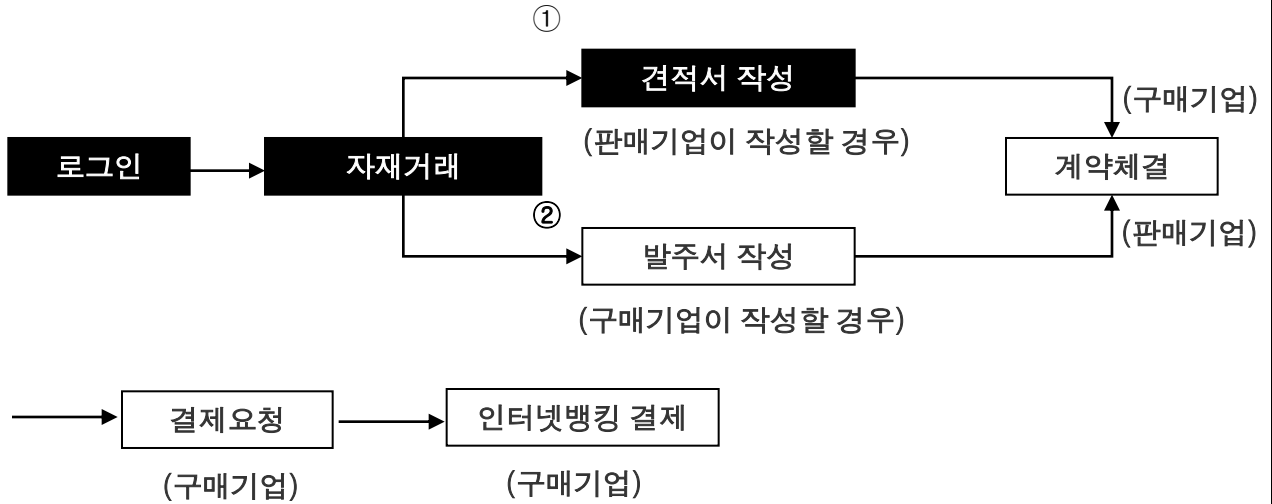 ①
견적서 작성
(구매기업)
(판매기업이 작성할 경우)
로그인
자재거래
계약체결
②
(판매기업)
발주서 작성
(구매기업이 작성할 경우)
결제요청
인터넷뱅킹 결제
(구매기업)
(구매기업)